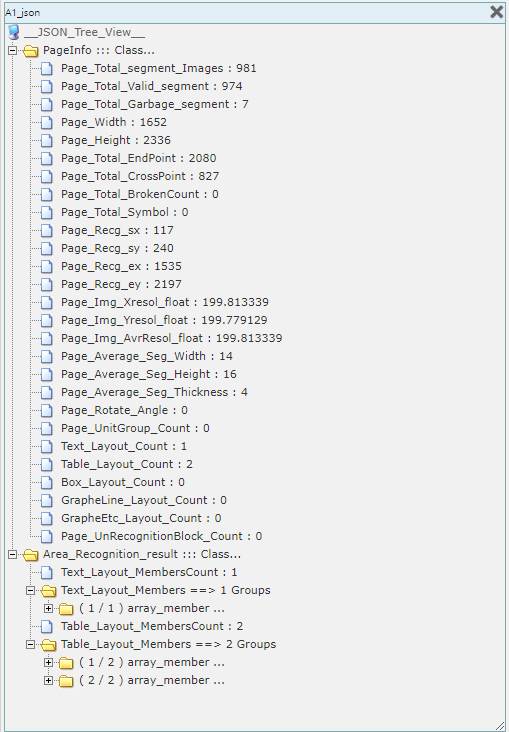 A1_json
__JSON_Tree_View__
PageInfo ::: Class...
Page_Total_segment_Images : 981
Page_Total_Valid_segment : 974
Page_Total_Garbage_segment : 7
Page_Width : 1652
Page_Height : 2336
Page_Total_EndPoint : 2080
Page_Total_CrossPoint : 827
Page_Total_BrokenCount : 0
Page_Total_Symbol : 0
Page_Recg_sx : 117
Page_Recg_sy : 240
Page_Recg_ex : 1535
Page_Recg_ey : 2197
Page_Img_Xresol_float : 199.813339
Page_Img_Yresol_float : 199.779129
Page_Img_AvrResol_float : 199.813339
Page_Average_Seg_Width : 14
Page_Average_Seg_Height : 16
Page_Average_Seg_Thickness : 4
Page_Rotate_Angle : 0
Page_UnitGroup_Count : 0
Text_Layout_Count : 1
Table_Layout_Count : 2
Box_Layout_Count : 0
GrapheLine_Layout_Count : 0
GrapheEtc_Layout_Count : 0
Page_UnRecognitionBlock_Count : 0
Area_Recognition_result ::: Class...
Text_Layout_MembersCount : 1
Text_Layout_Members ==> 1 Groups
( 1 / 1 ) array_member ...
Table_Layout_MembersCount : 2
Table_Layout_Members ==> 2 Groups
( 1 / 2 ) array_member ...
( 2 / 2 ) array_member ...